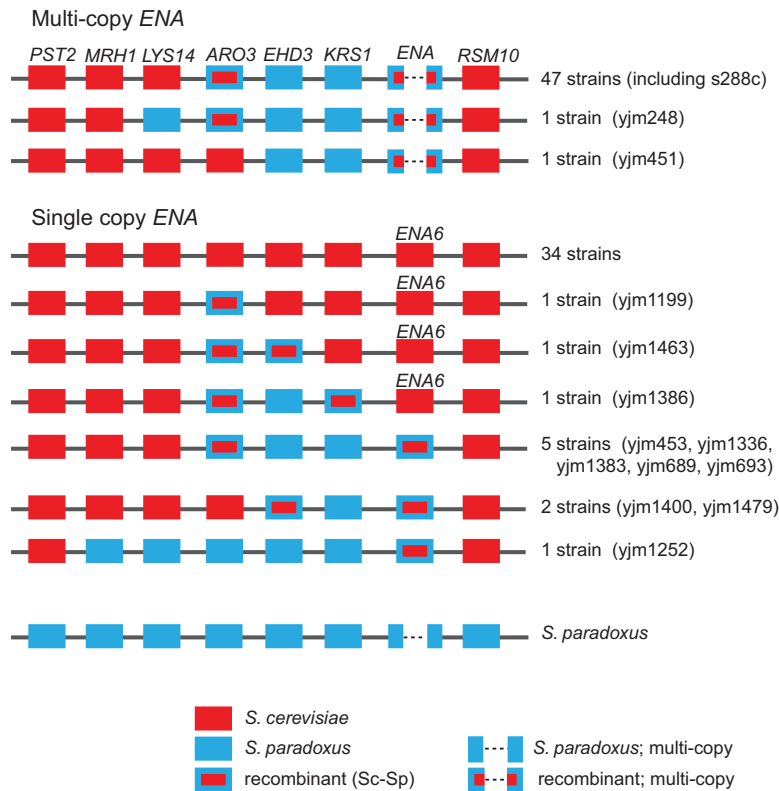 Multi-copy ENA
PST2 MRH1 LYS14 ARO3 EHD3 KRS1 ENA RSM10
47 strains (including s288c)
1 strain (yjm248)
1 strain (yjm451)
Single copy ENA
ENA6
34 strains
ENA6
1 strain (yjm1199)
ENA6
1 strain (yjm1463)
ENA6
1 strain (yjm1386)
5 strains (yjm453, yjm1336,
yjm1383, yjm689, yjm693)
2 strains (yjm1400, yjm1479)
1 strain (yjm1252)
S. paradoxus
S. cerevisiae
S. paradoxus
recombinant (Sc-Sp)
S. paradoxus; multi-copy
recombinant; multi-copy